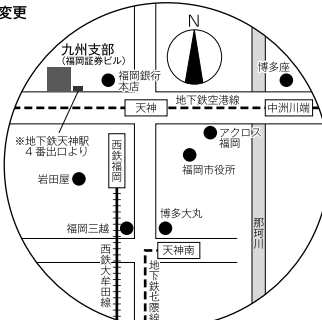 変更
N
九州支部
(福岡証券ビル)
福岡銀行
本店
博多座
天神
地下鉄空港線
中洲川端
※地下鉄天神駅
4番出口より
西鉄福岡
アクロス
福岡
福岡市役所
岩田屋
那珂川
福岡三越
博多大丸
天神南
西鉄大牟田線
地下鉄七隈線